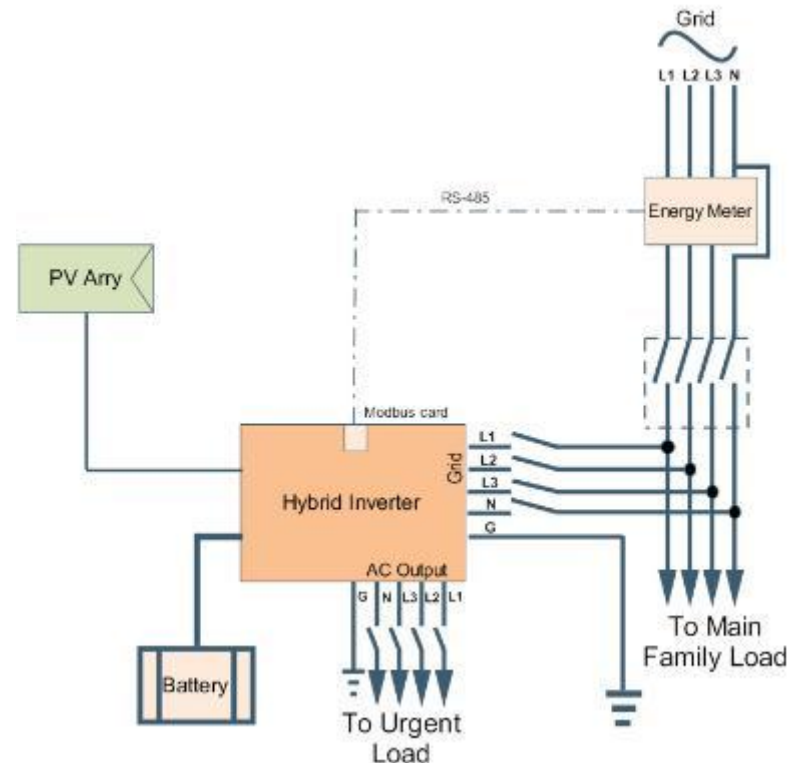 Grid
L1 L2 L3 N
RS-485
Energy Meter
PV Arry
Modbus card
L1
L2
L3
N
G
Grid
Hybrid Inverter
AC Output
G N L3 L2 L1
Battery
To Urgent
Load
To Main
Family Load